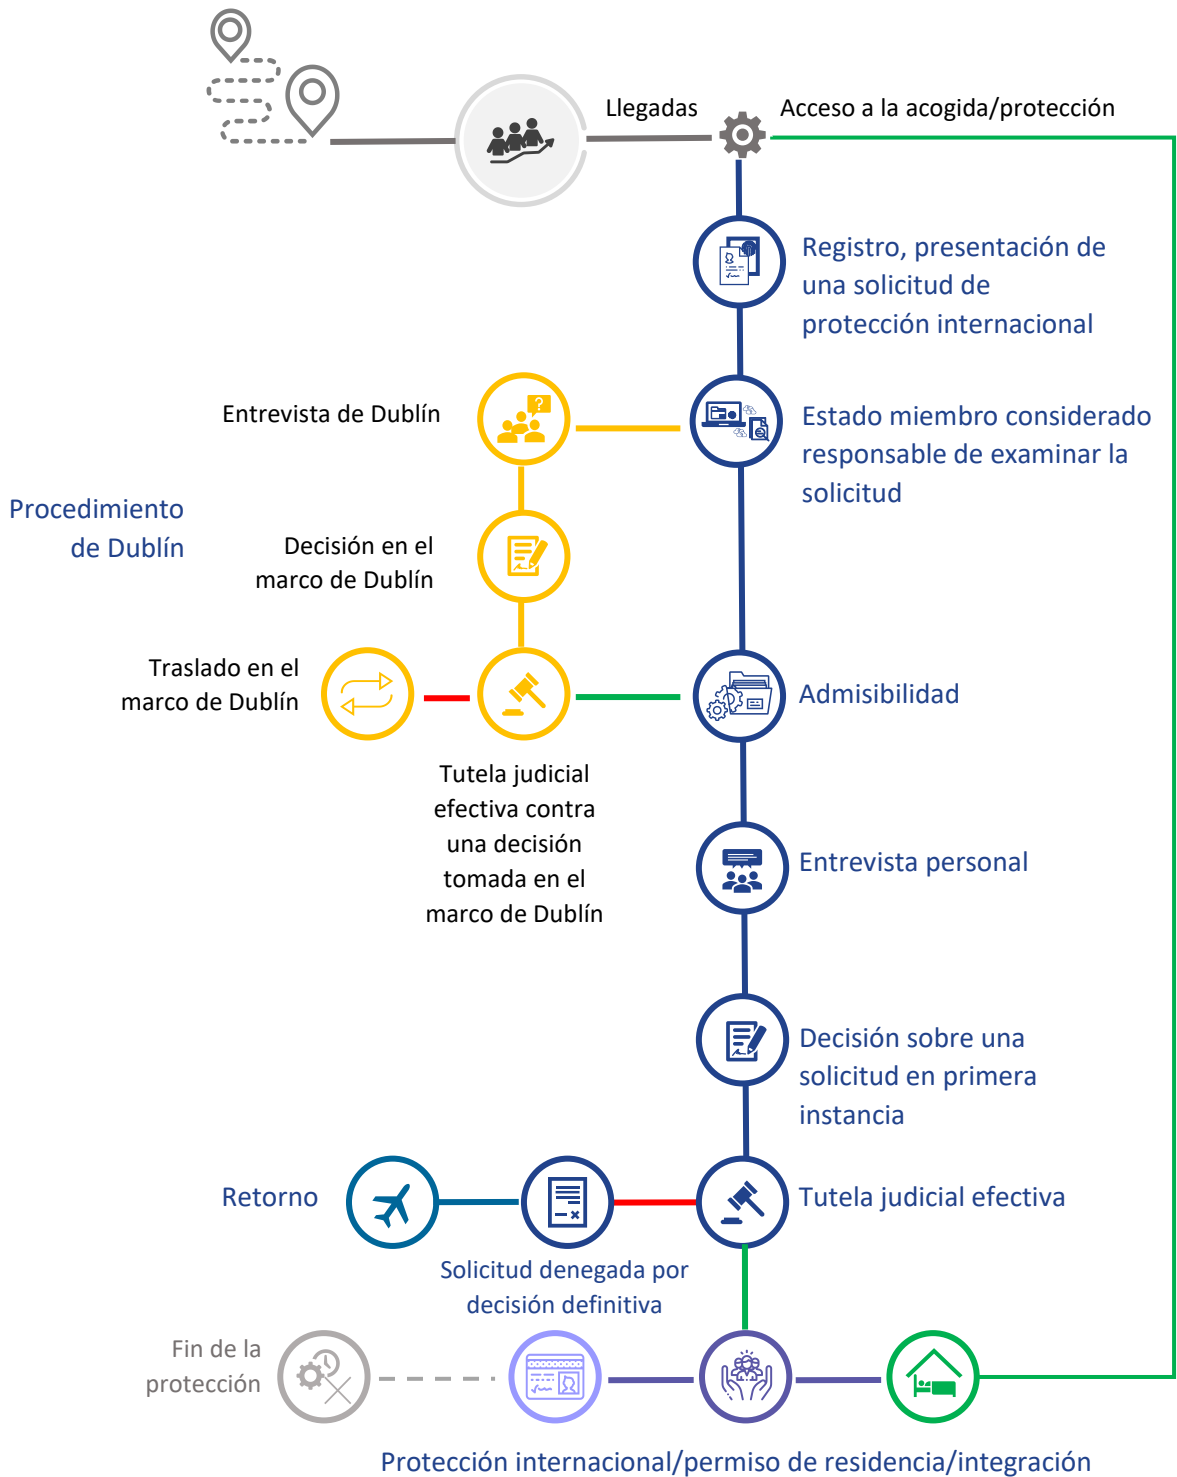 Llegadas
Acceso a la acogida/protección
Registro, presentación de
una solicitud de
protección internacional
Entrevista de Dublín
?
Estado miembro considerado
responsable de examinar la
solicitud
Procedimiento
de Dublín
Decisión en el
marco de Dublín
Traslado en el
marco de Dublín
Admisibilidad
Tutela judicial
efectiva contra
una decisión
tomada en el
marco de Dublín
Entrevista personal
Decisión sobre una
solicitud en primera
instancia
Retorno
Tutela judicial efectiva
Solicitud denegada por
decisión definitiva
Fin de la
protección
Protección internacional/permiso de residencia/integración